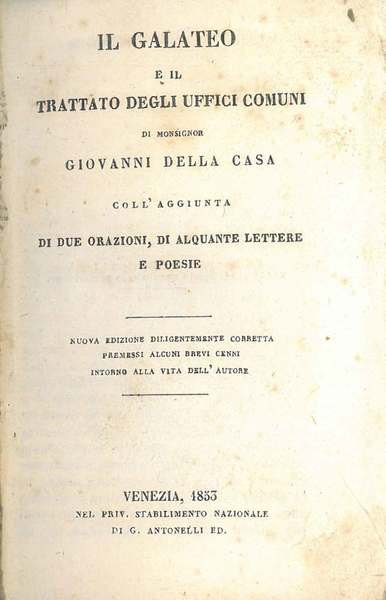 IL GALATEO
E IL
TRATTATO DEGLI UFFICI COMUNI
DI MONSIGNOR
GIOVANNI DELLA CASA
COLL' AGGIUNTA
DI DUE ORAZIONI, DI ALQUANTE LETTERE
E POESIE
NUOVA EDIZIONE DILIGENTEMENTE CORRETTA
PREMESSI ALCUNI BREVI CENNI
INTORNO ALLA VITA DELL' AUTORE
VENEZIA, 1853
NEL PRIV. STABILIMENTO NAZIONALE
DI G. ANTONELLI ED.